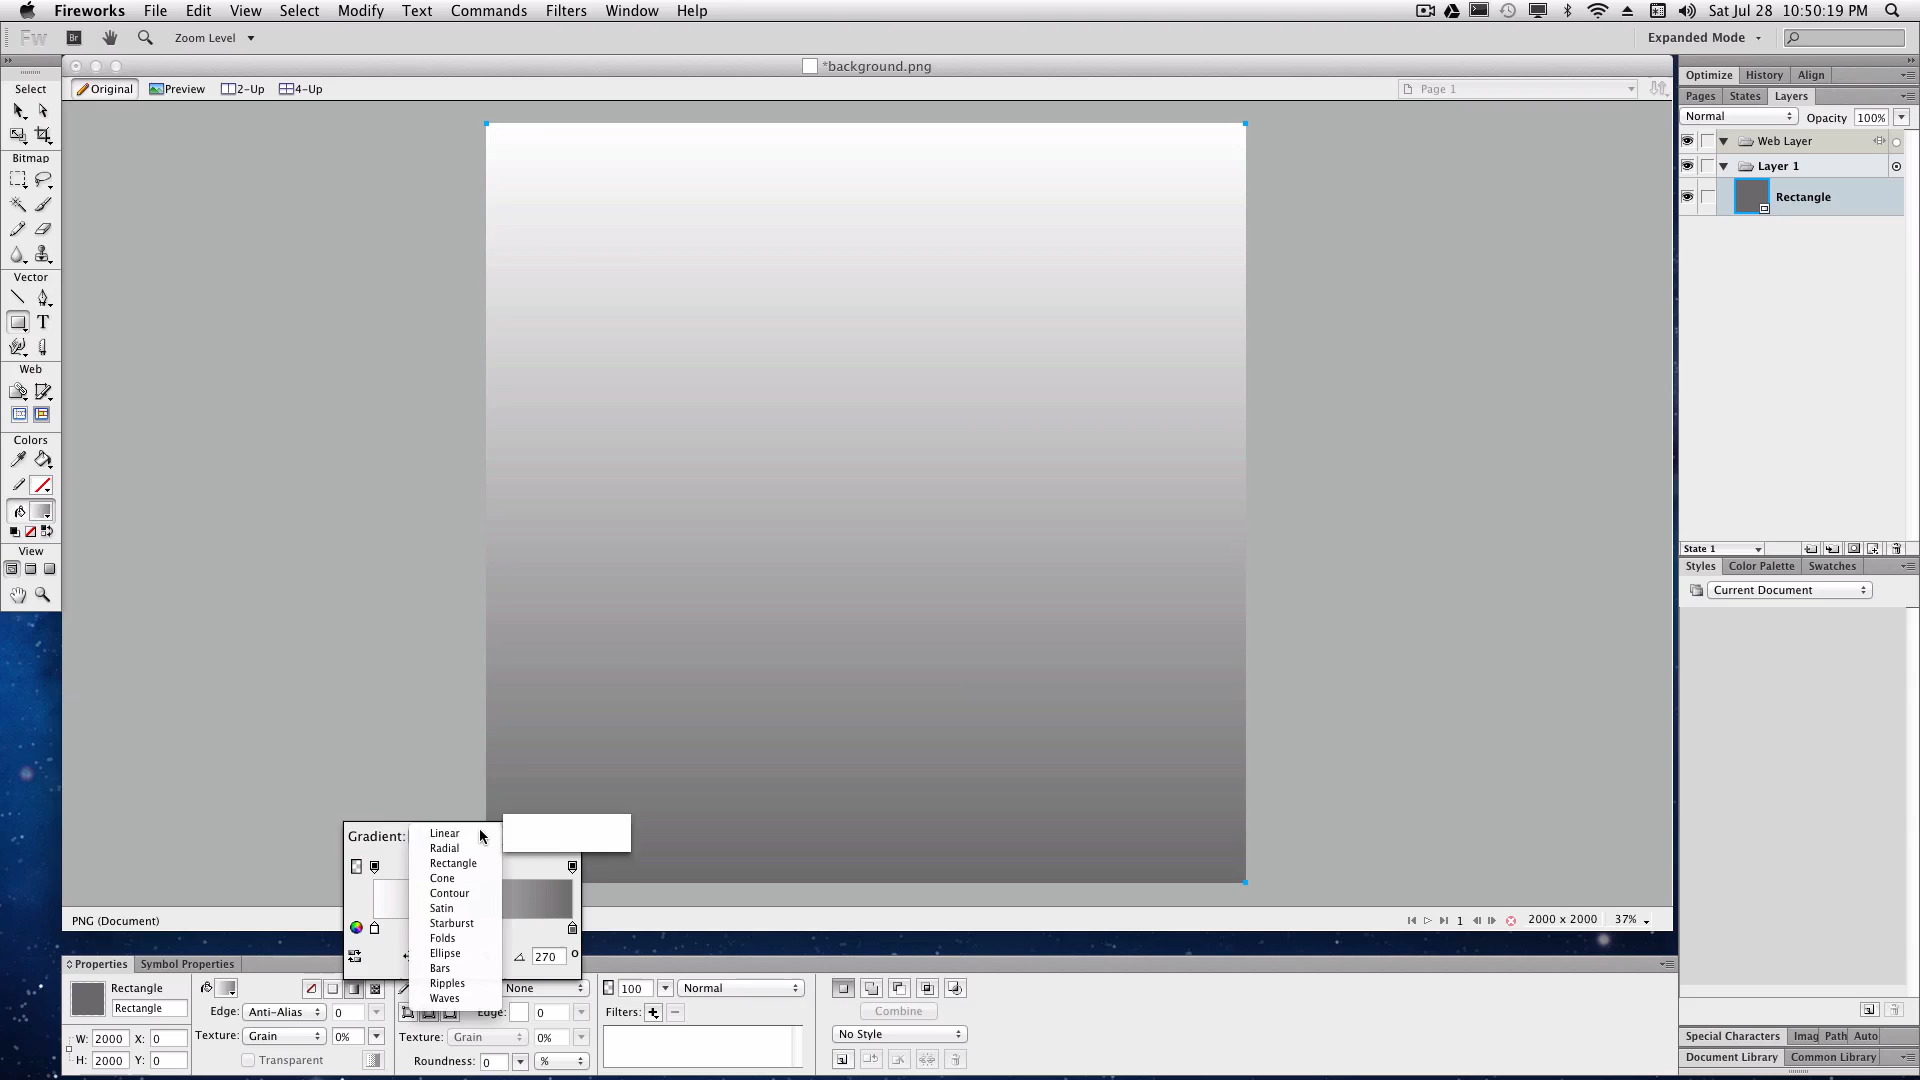 Fireworks File Edit View Select Modify Text Commands Filters Window Help Sat Jul 28 10:50:19 PM
Fw Br Zoom Level Expanded Mode
*background.png
Original Preview 2-Up 4-Up Page 1
Optimize History Align
Pages States Layers
Normal Opacity 100%
Web Layer
Layer 1
Rectangle
State 1
Styles Color Palette Swatches
Current Document
Select
Bitmap
Vector
T
Web
Colors
View
Gradient:
Linear
Radial
Rectangle
Cone
Contour
Satin
Starburst
Folds
Ellipse
Bars
Ripples
Waves
270
PNG (Document) 1 2000 x 2000 37%
Properties Symbol Properties
Rectangle
Rectangle
W: 2000 X: 0
H: 2000 Y: 0
Edge: Anti-Alias 0
Texture: Grain 0%
Transparent
None
Edge: 0
Texture: Grain 0%
Roundness: 0 %
100 Normal
Filters:
Combine
No Style
Special Characters Imag Path Auto
Document Library Common Library